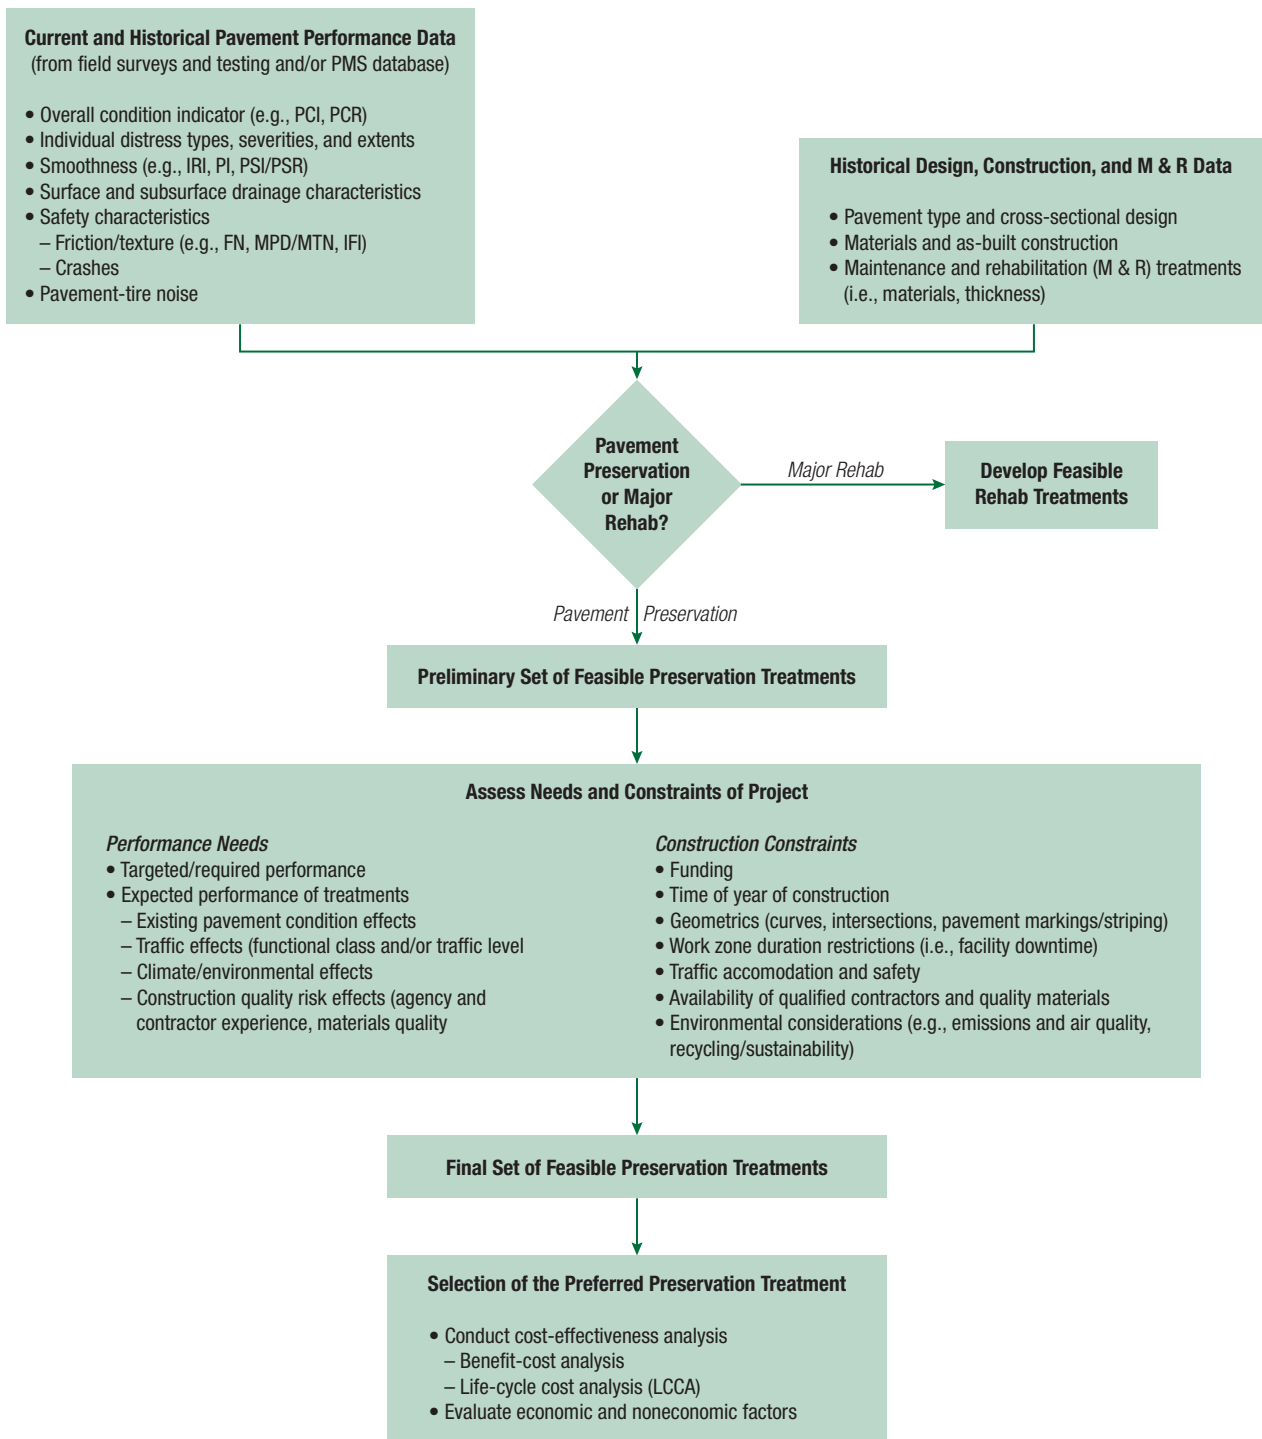 Current and Historical Pavement Performance Data
(from field surveys and testing and/or PMS database)
• Overall condition indicator (e.g., PCI, PCR)
• Individual distress types, severities, and extents
• Smoothness (e.g., IRI, PI, PSI/PSR)
• Surface and subsurface drainage characteristics
• Safety characteristics
– Friction/texture (e.g., FN, MPD/MTN, IFI)
– Crashes
• Pavement-tire noise
Historical Design, Construction, and M & R Data
• Pavement type and cross-sectional design
• Materials and as-built construction
• Maintenance and rehabilitation (M & R) treatments
(i.e., materials, thickness)
Pavement
Preservation
or Major
Rehab?
Major Rehab
Develop Feasible
Rehab Treatments
Pavement Preservation
Preliminary Set of Feasible Preservation Treatments
Assess Needs and Constraints of Project
Performance Needs
• Targeted/required performance
• Expected performance of treatments
– Existing pavement condition effects
– Traffic effects (functional class and/or traffic level
– Climate/environmental effects
– Construction quality risk effects (agency and
contractor experience, materials quality
Construction Constraints
• Funding
• Time of year of construction
• Geometrics (curves, intersections, pavement markings/striping)
• Work zone duration restrictions (i.e., facility downtime)
• Traffic accomodation and safety
• Availability of qualified contractors and quality materials
• Environmental considerations (e.g., emissions and air quality,
recycling/sustainability)
Final Set of Feasible Preservation Treatments
Selection of the Preferred Preservation Treatment
• Conduct cost-effectiveness analysis
– Benefit-cost analysis
– Life-cycle cost analysis (LCCA)
• Evaluate economic and noneconomic factors